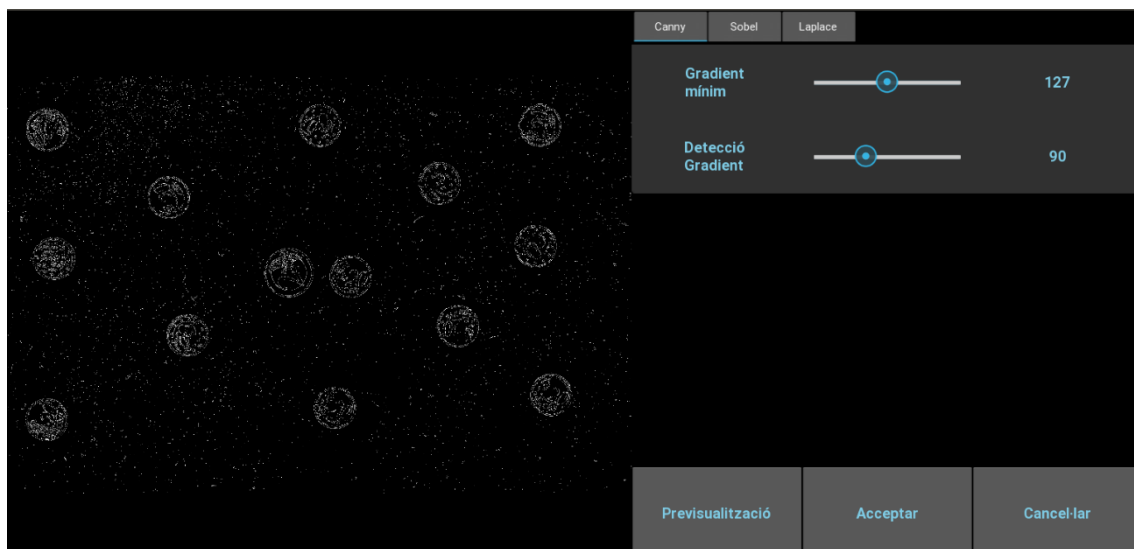 Canny Sobel Laplace
Gradient
mínim
127
Detecció
Gradient
90
Previsualització Acceptar Cancel·lar